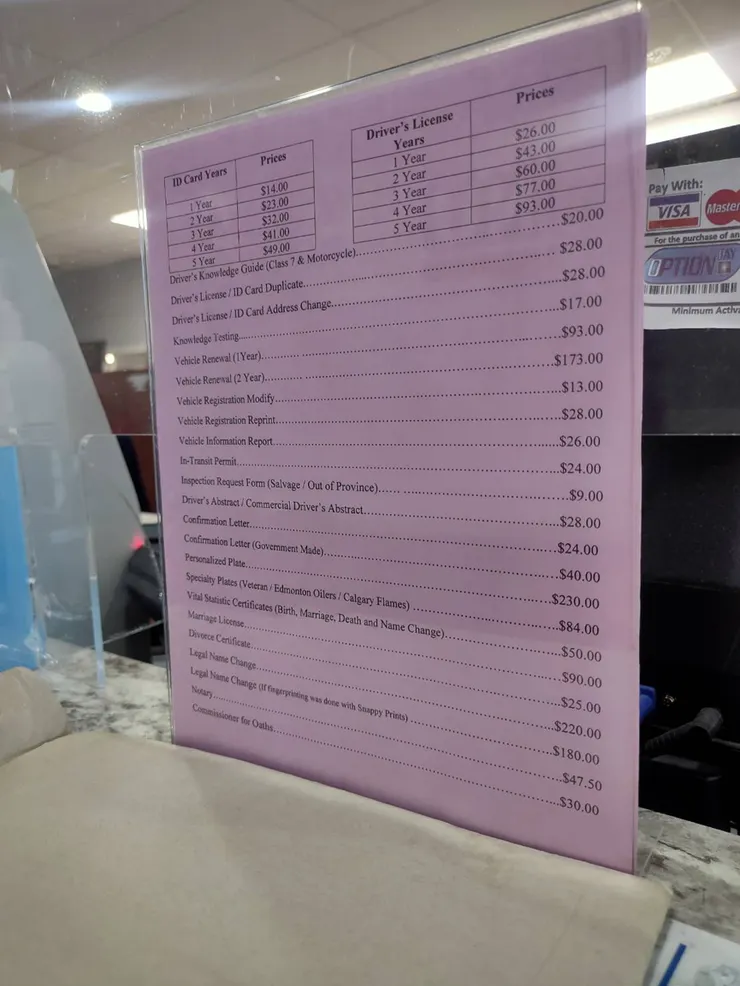 ID Card Years Prices
1 Year $14.00
2 Year $23.00
3 Year $32.00
4 Year $41.00
5 Year $49.00
Driver's License Years Prices
1 Year $26.00
2 Year $43.00
3 Year $60.00
4 Year $77.00
5 Year $93.00
Driver's Knowledge Guide (Class 7 & Motorcycle)....................$20.00
Driver's License / ID Card Duplicate....................$28.00
Driver's License / ID Card Address Change....................$28.00
Knowledge Testing....................$17.00
Vehicle Renewal (1Year)....................$93.00
Vehicle Renewal (2 Year)....................$173.00
Vehicle Registration Modify....................$13.00
Vehicle Registration Reprint....................$28.00
Vehicle Information Report....................$26.00
In-Transit Permit....................$24.00
Inspection Request Form (Salvage / Out of Province)....................$9.00
Driver's Abstract / Commercial Driver's Abstract....................$28.00
Confirmation Letter....................$24.00
Confirmation Letter (Government Made)....................$40.00
Personalized Plate....................$230.00
Specialty Plates (Veteran / Edmonton Oilers / Calgary Flames) ....................$84.00
Vital Statistic Certificates (Birth, Marriage, Death and Name Change)....................$50.00
Marriage License....................$90.00
Divorce Certificate....................$25.00
Legal Name Change....................$220.00
Legal Name Change (If fingerprinting was done with Snappy Prints) ....................$180.00
Notary....................$47.50
Commissioner for Oaths....................$30.00
Pay With:
VISA Master
For the purchase of an
OPTION PAY
Minimum Activa